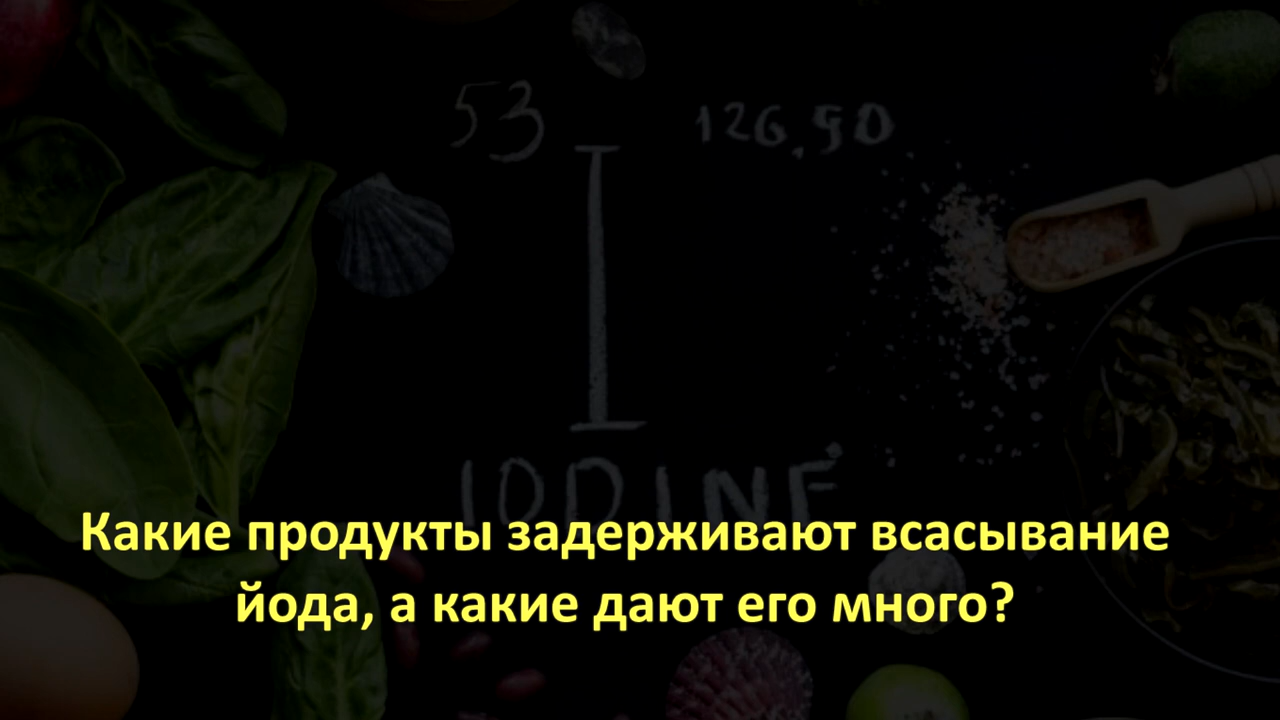 53 126,90
I
IODINE
Какие продукты задерживают всасывание
йода, а какие дают его много?